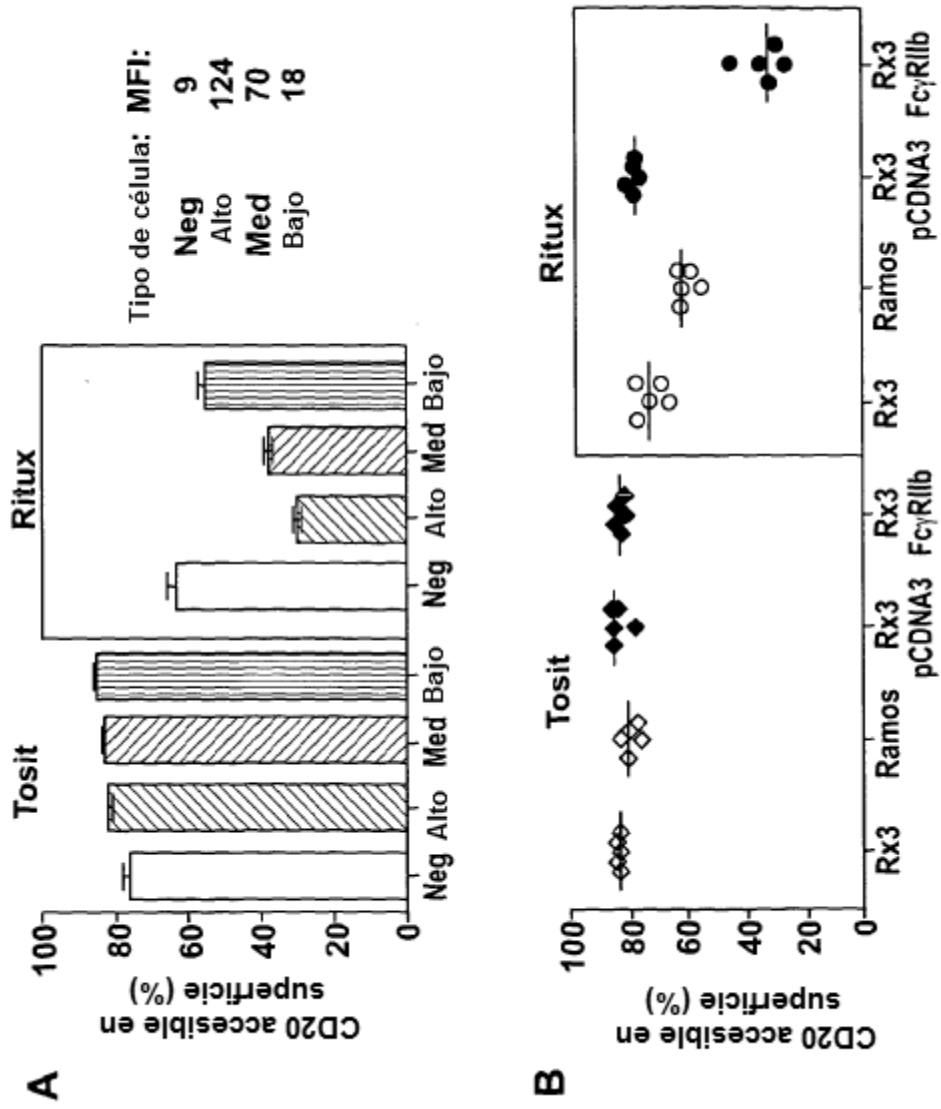 A
Tosit
Ritux
CD20 accesible en
superficie (%)
100
80
60
40
20
0
Neg Alto Med Bajo Neg Alto Med Bajo
Tipo de célula: MFI:
Neg 9
Alto 124
Med 70
Bajo 18
B
Tosit
Ritux
CD20 accesible en
superficie (%)
100
80
60
40
20
0
Rx3 Ramos Rx3 Rx3 Rx3 Ramos Rx3 Rx3
pCDNA3 FcγRIIb pCDNA3 FcγRIIb